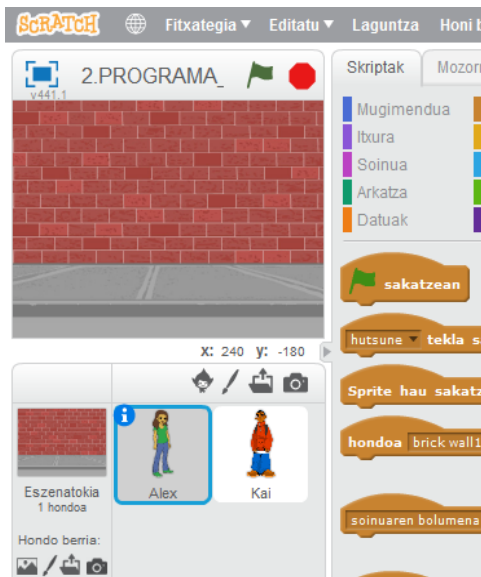 SCRATCH Fitxategia Editatu Laguntza Honi b
2.PROGRAMA_
v441.1
Skriptak Mozorr
Mugimendua
Itxura
Soinua
Arkatza
Datuak
sakatzean
x: 240 y: -180
hutsune tekla s
Sprite hau sakatz
hondoa brick wall1
Eszenatokia
1 hondoa
Alex
Kai
Hondo berria:
soinuaren bolumena